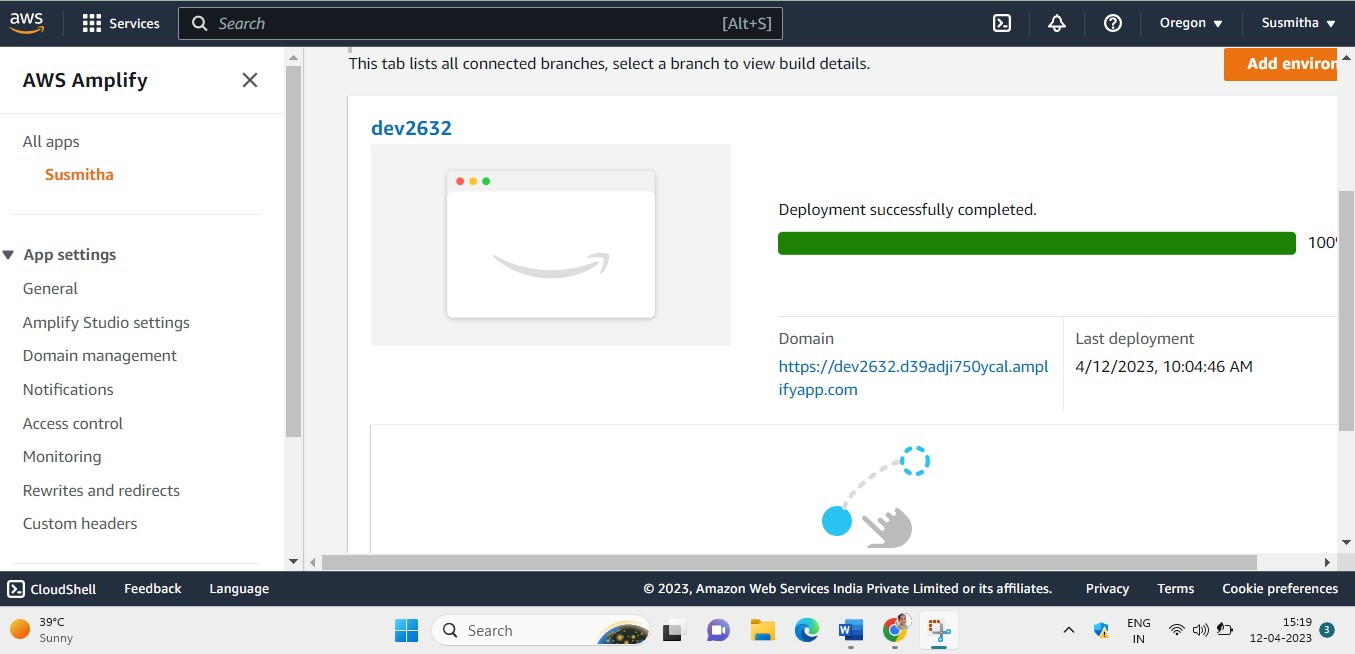 aws
Services
Search
[Alt+S]
Oregon
Susmitha
AWS Amplify
All apps
Susmitha
App settings
General
Amplify Studio settings
Domain management
Notifications
Access control
Monitoring
Rewrites and redirects
Custom headers
This tab lists all connected branches, select a branch to view build details.
Add environ
dev2632
Deployment successfully completed.
100%
Domain
https://dev2632.d39adji750ycal.ampl
ifyapp.com
Last deployment
4/12/2023, 10:04:46 AM
CloudShell
Feedback
Language
© 2023, Amazon Web Services India Private Limited or its affiliates.
Privacy
Terms
Cookie preferences
39°C
Sunny
Search
ENG
IN
15:19
12-04-2023
3